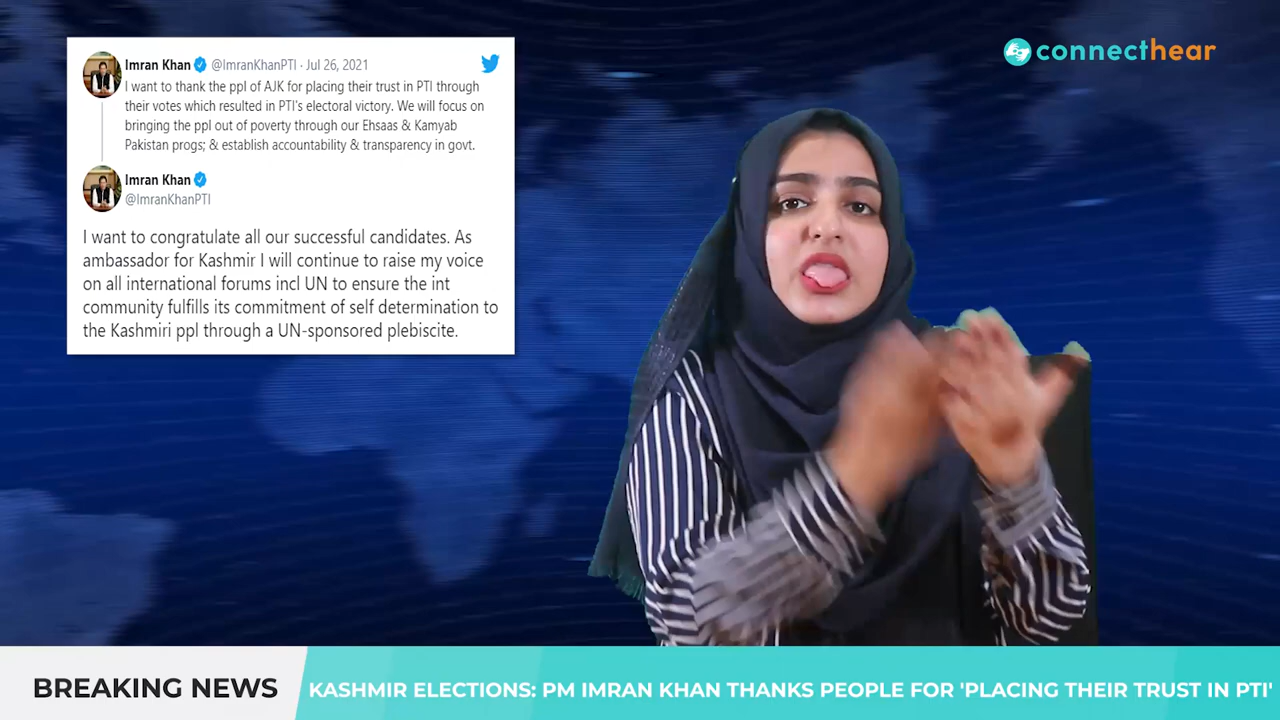 Imran Khan @ImranKhanPTI · Jul 26, 2021
I want to thank the ppl of AJK for placing their trust in PTI through
their votes which resulted in PTI's electoral victory. We will focus on
bringing the ppl out of poverty through our Ehsaas & Kamyab
Pakistan progs; & establish accountability & transparency in govt.
Imran Khan
@ImranKhanPTI
I want to congratulate all our successful candidates. As
ambassador for Kashmir I will continue to raise my voice
on all international forums incl UN to ensure the int
community fulfills its commitment of self determination to
the Kashmiri ppl through a UN-sponsored plebiscite.
connecthear
BREAKING NEWS
KASHMIR ELECTIONS: PM IMRAN KHAN THANKS PEOPLE FOR 'PLACING THEIR TRUST IN PTI'